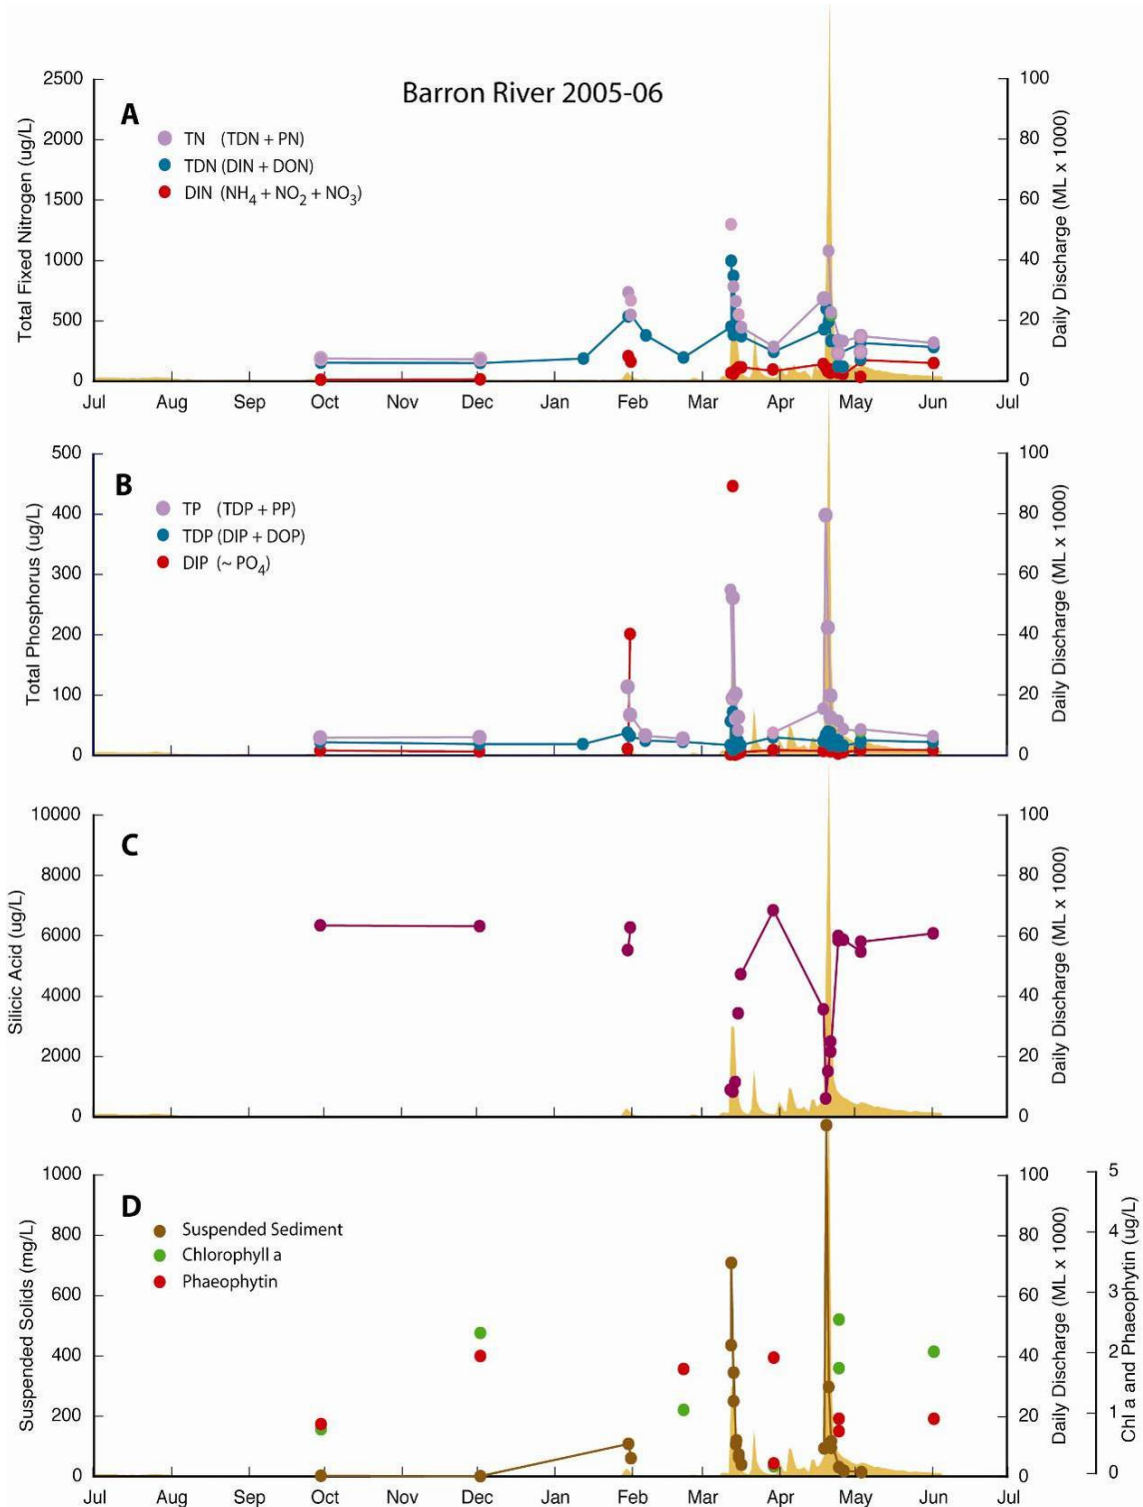 Barron River 2005-06
A
TN (TDN + PN)
TDN (DIN + DON)
DIN (NH4 + NO2 + NO3)
Total Fixed Nitrogen (ug/L)
2500
2000
1500
1000
500
0
Daily Discharge (ML x 1000)
100
80
60
40
20
0
Jul Aug Sep Oct Nov Dec Jan Feb Mar Apr May Jun Jul
B
TP (TDP + PP)
TDP (DIP + DOP)
DIP (~ PO4)
Total Phosphorus (ug/L)
500
400
300
200
100
0
Daily Discharge (ML x 1000)
100
80
60
40
20
0
C
Silicic Acid (ug/L)
10000
8000
6000
4000
2000
0
Daily Discharge (ML x 1000)
100
80
60
40
20
0
D
Suspended Sediment
Chlorophyll a
Phaeophytin
Suspended Solids (mg/L)
1000
800
600
400
200
0
Daily Discharge (ML x 1000)
100
80
60
40
20
0
Chl a and Phaeophytin (ug/L)
5
4
3
2
1
0
Jul Aug Sep Oct Nov Dec Jan Feb Mar Apr May Jun Jul